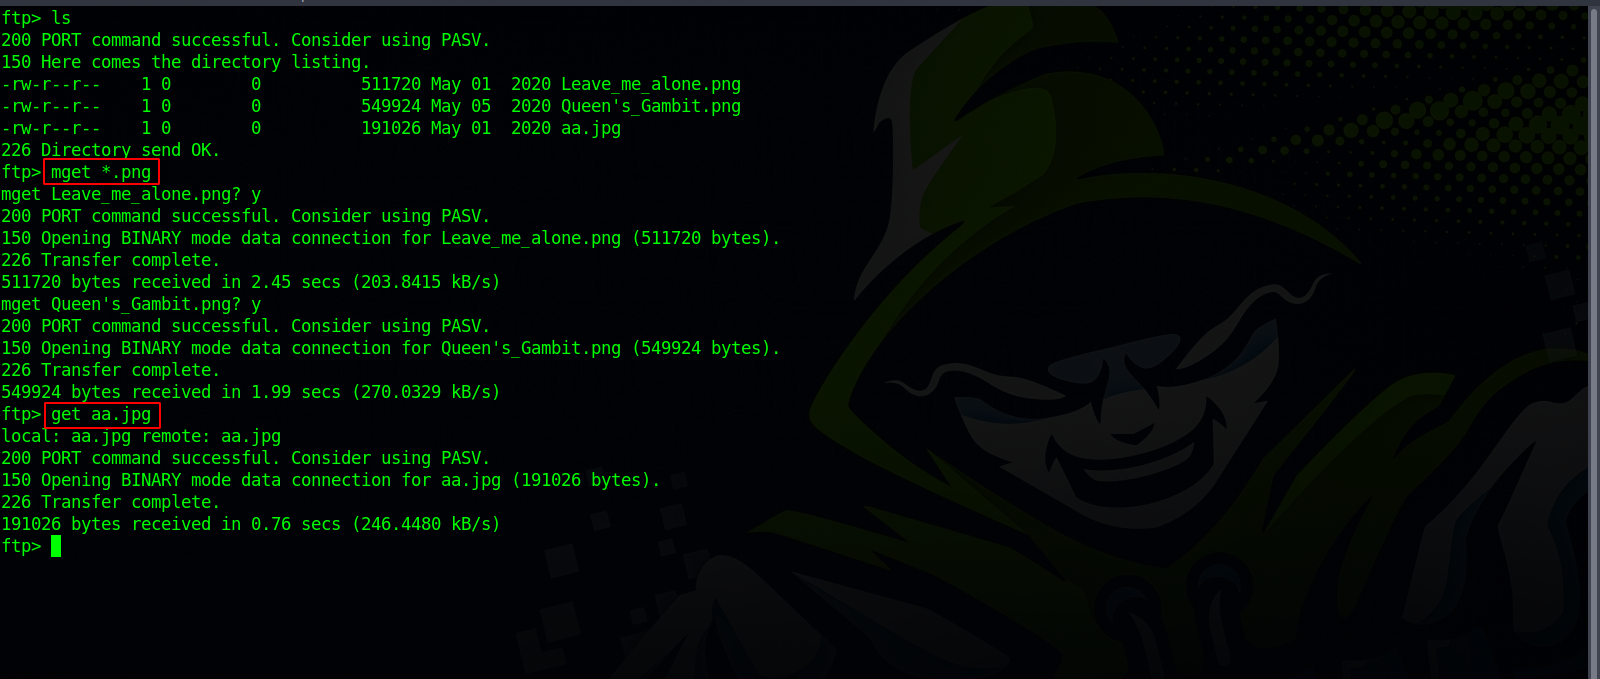 ftp> ls
200 PORT command successful. Consider using PASV.
150 Here comes the directory listing.
-rw-r--r--    1 0        0          511720 May 01  2020 Leave_me_alone.png
-rw-r--r--    1 0        0          549924 May 05  2020 Queen's_Gambit.png
-rw-r--r--    1 0        0          191026 May 01  2020 aa.jpg
226 Directory send OK.
ftp> mget *.png
mget Leave_me_alone.png? y
200 PORT command successful. Consider using PASV.
150 Opening BINARY mode data connection for Leave_me_alone.png (511720 bytes).
226 Transfer complete.
511720 bytes received in 2.45 secs (203.8415 kB/s)
mget Queen's_Gambit.png? y
200 PORT command successful. Consider using PASV.
150 Opening BINARY mode data connection for Queen's_Gambit.png (549924 bytes).
226 Transfer complete.
549924 bytes received in 1.99 secs (270.0329 kB/s)
ftp> get aa.jpg
local: aa.jpg remote: aa.jpg
200 PORT command successful. Consider using PASV.
150 Opening BINARY mode data connection for aa.jpg (191026 bytes).
226 Transfer complete.
191026 bytes received in 0.76 secs (246.4480 kB/s)
ftp>